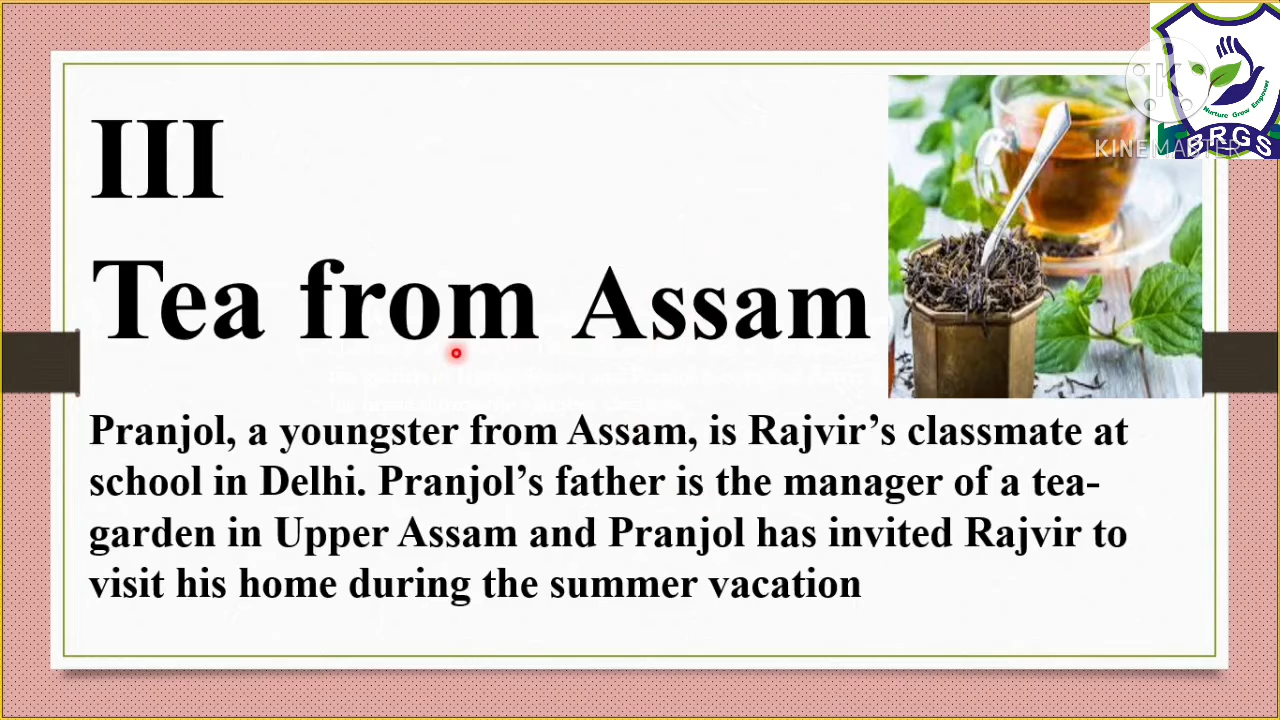 III
Tea from Assam
Pranjol, a youngster from Assam, is Rajvir’s classmate at
school in Delhi. Pranjol’s father is the manager of a tea-
garden in Upper Assam and Pranjol has invited Rajvir to
visit his home during the summer vacation
Nurture Grow Empower
BRGS
K
KINEMASTER